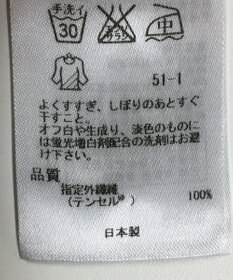 手洗イ
30
エンソ
サラシ
中
51-1
よくすすぎ、しぼりのあとすぐ
干すこと。
オフ白や生成り、淡色のものに
は蛍光増白剤配合の洗剤はお避
け下さい。
品質
指定外繊維
(テンセル®) 100%
日本製